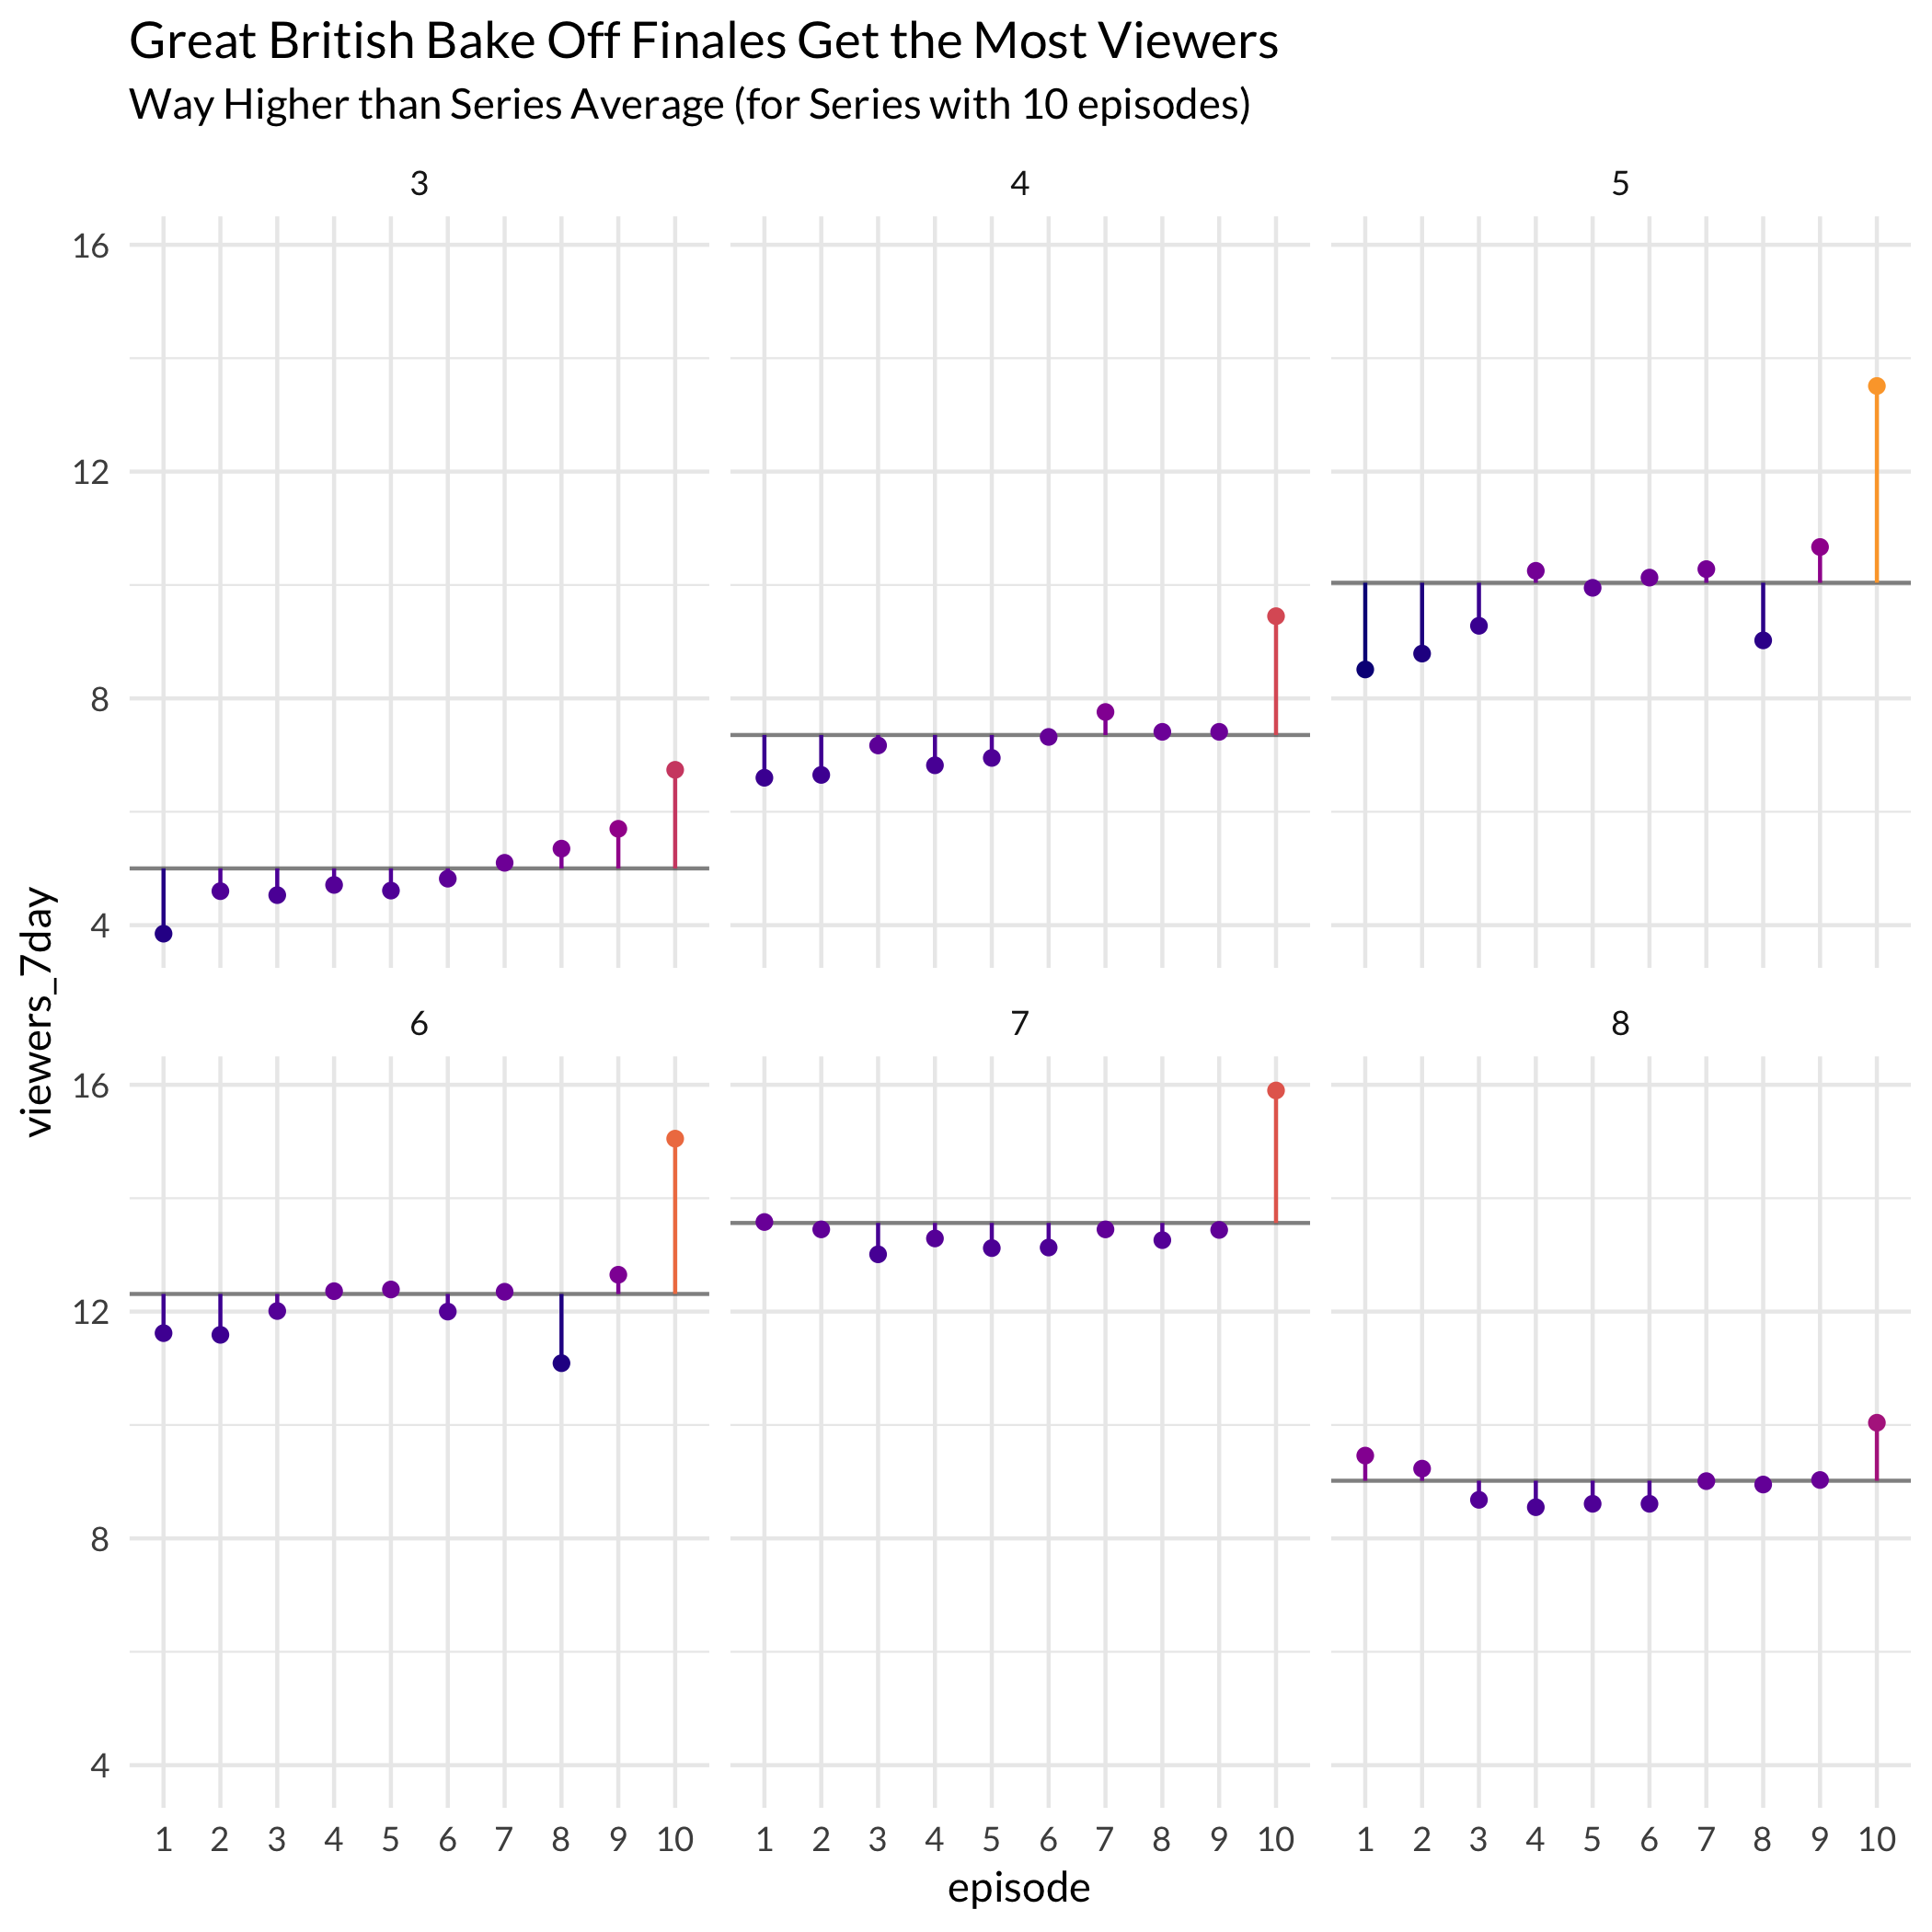 Great British Bake Off Finales Get the Most Viewers
Way Higher than Series Average (for Series with 10 episodes)
3 4 5
16
12
8
4
viewers_7day
6 7 8
16
12
8
4
1 2 3 4 5 6 7 8 9 10 1 2 3 4 5 6 7 8 9 10 1 2 3 4 5 6 7 8 9 10
episode